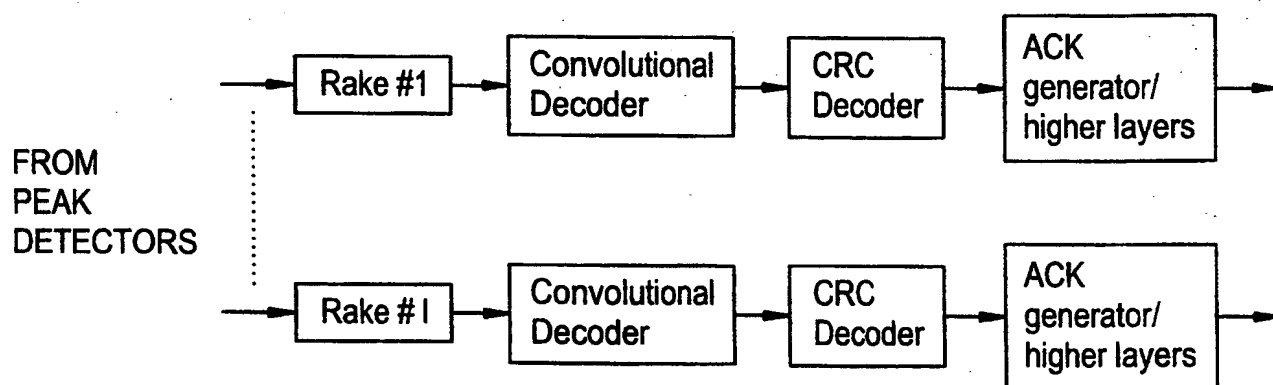 FROM
PEAK
DETECTORS
Rake #1
Convolutional
Decoder
CRC
Decoder
ACK
generator/
higher layers
Rake # I
Convolutional
Decoder
CRC
Decoder
ACK
generator/
higher layers